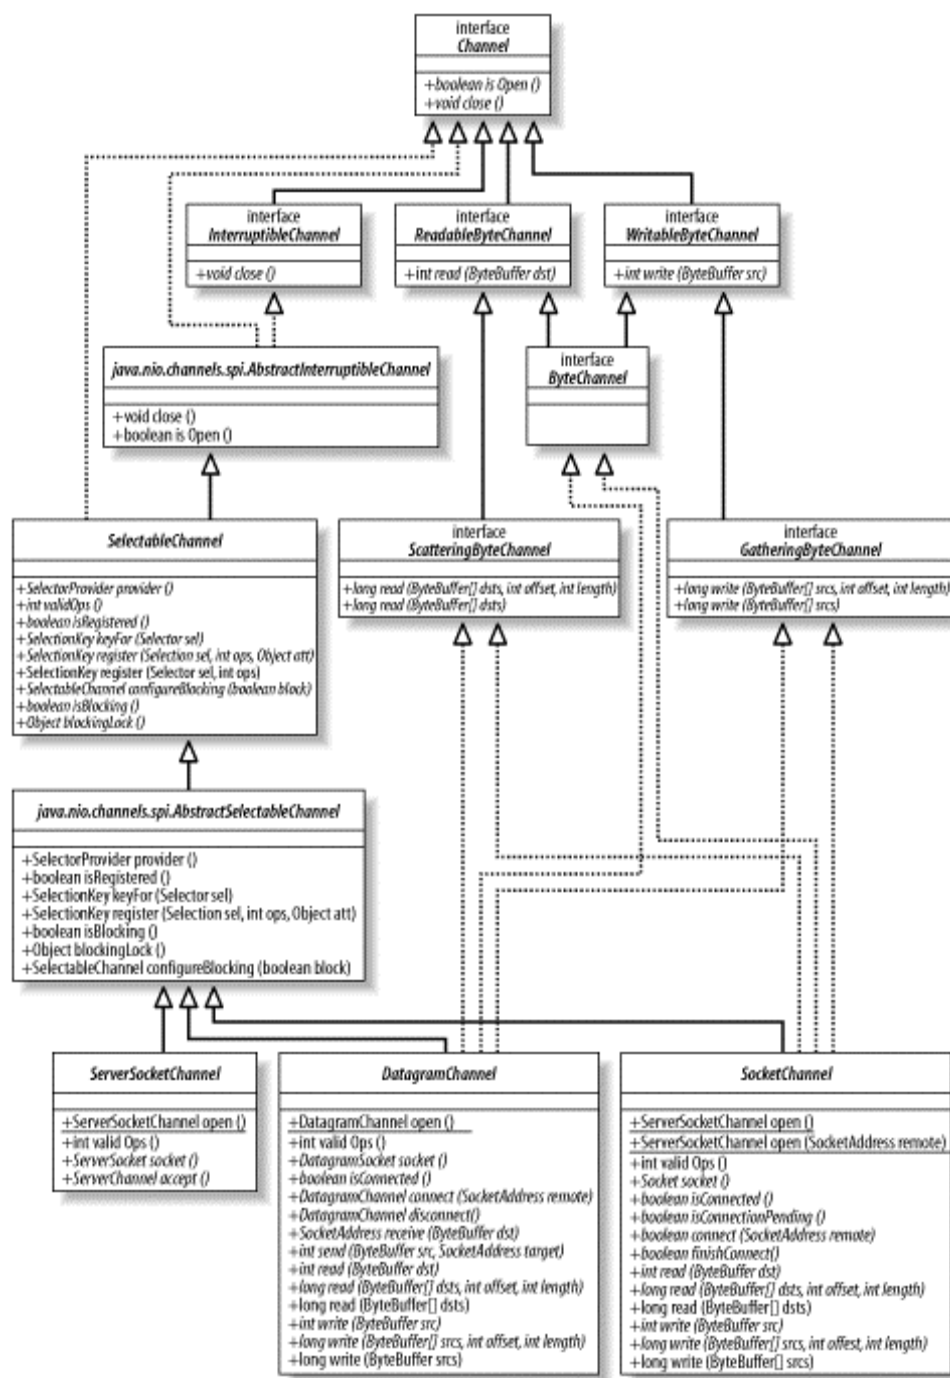 interface
Channel
+boolean is Open ()
+void close ()
interface
InterruptibleChannel
+void close ()
interface
ReadableByteChannel
+int read (ByteBuffer dst)
interface
WritableByteChannel
+int write (ByteBuffer src)
java.nio.channels.spi.AbstractInterruptibleChannel
+void close ()
+boolean is Open ()
interface
ByteChannel
SelectableChannel
+SelectorProvider provider ()
+int validOps ()
+boolean isRegistered ()
+SelectionKey keyFor (Selector sel)
+SelectionKey register (Selection sel, int ops, Object att)
+SelectionKey register (Selector sel, int ops)
+SelectableChannel configureBlocking (boolean block)
+boolean isBlocking ()
+Object blockingLock ()
interface
ScatteringByteChannel
+long read (ByteBuffer[] dsts, int offset, int length)
+long read (ByteBuffer[] dsts)
interface
GatheringByteChannel
+long write (ByteBuffer[] srcs, int offset, int length)
+long write (ByteBuffer[] srcs)
java.nio.channels.spi.AbstractSelectableChannel
+SelectorProvider provider ()
+boolean isRegistered ()
+SelectionKey keyFor (Selector sel)
+SelectionKey register (Selection sel, int ops, Object att)
+boolean isBlocking ()
+Object blockingLock ()
+SelectableChannel configureBlocking (boolean block)
ServerSocketChannel
+ServerSocketChannel open ()
+int valid Ops ()
+ServerSocket socket ()
+ServerChannel accept ()
DatagramChannel
+DatagramChannel open ()
+int valid Ops ()
+DatagramSocket socket ()
+boolean isConnected ()
+DatagramChannel connect (SocketAddress remote)
+DatagramChannel disconnect()
+SocketAddress receive (ByteBuffer dst)
+int send (ByteBuffer src, SocketAddress target)
+int read (ByteBuffer dst)
+long read (ByteBuffer[] dsts, int offset, int length)
+long read (ByteBuffer[] dsts)
+int write (ByteBuffer src)
+long write (ByteBuffer[] srcs, int offset, int length)
+long write (ByteBuffer srcs)
SocketChannel
+ServerSocketChannel open ()
+ServerSocketChannel open (SocketAddress remote)
+int valid Ops ()
+Socket socket ()
+boolean isConnected ()
+boolean isConnectionPending ()
+boolean connect (SocketAddress remote)
+boolean finishConnect()
+int read (ByteBuffer dst)
+long read (ByteBuffer[] dsts, int offset, int length)
+long read (ByteBuffer[] dsts)
+int write (ByteBuffer src)
+long write (ByteBuffer[] srcs, int offest, int length)
+long write (ByteBuffer[] srcs)